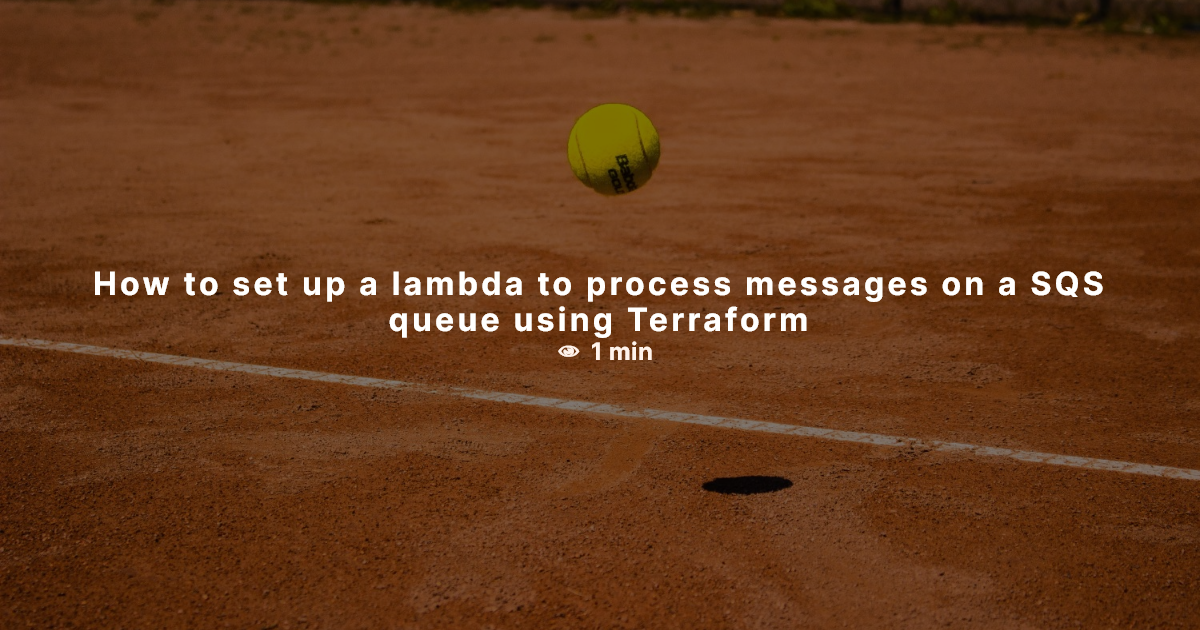 How to set up a lambda to process messages on a SQS
queue using Terraform
1 min